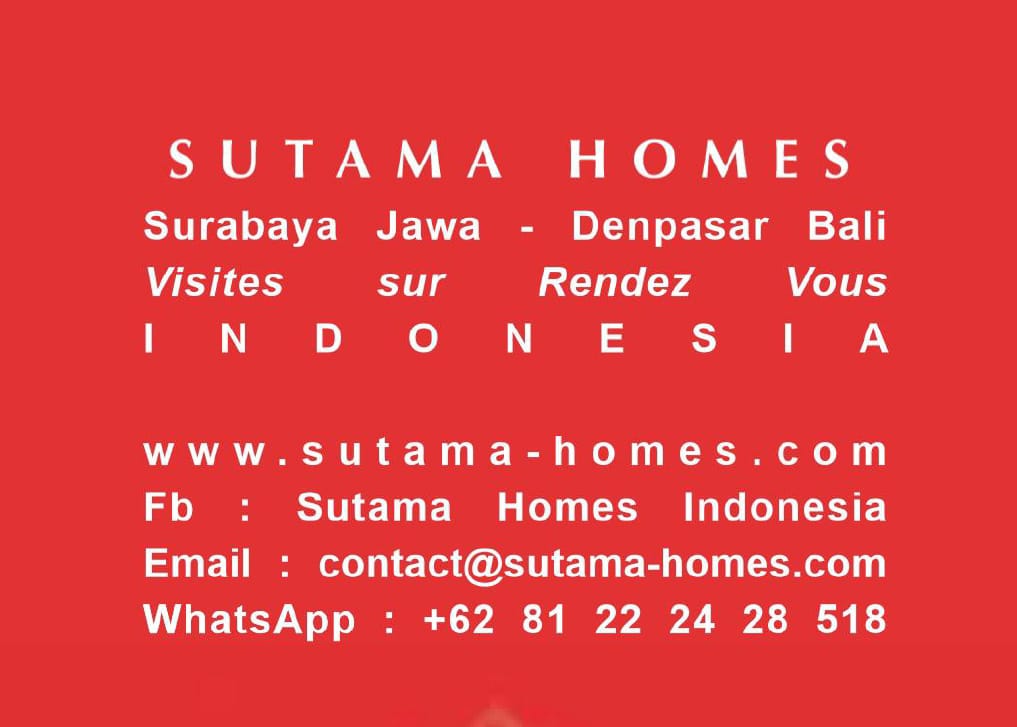 SUTAMA HOMES
Surabaya Jawa - Denpasar Bali
Visites sur Rendez Vous
INDONESIA
www.sutama-homes.com
Fb : Sutama Homes Indonesia
Email : contact@sutama-homes.com
WhatsApp : +62 81 22 24 28 518